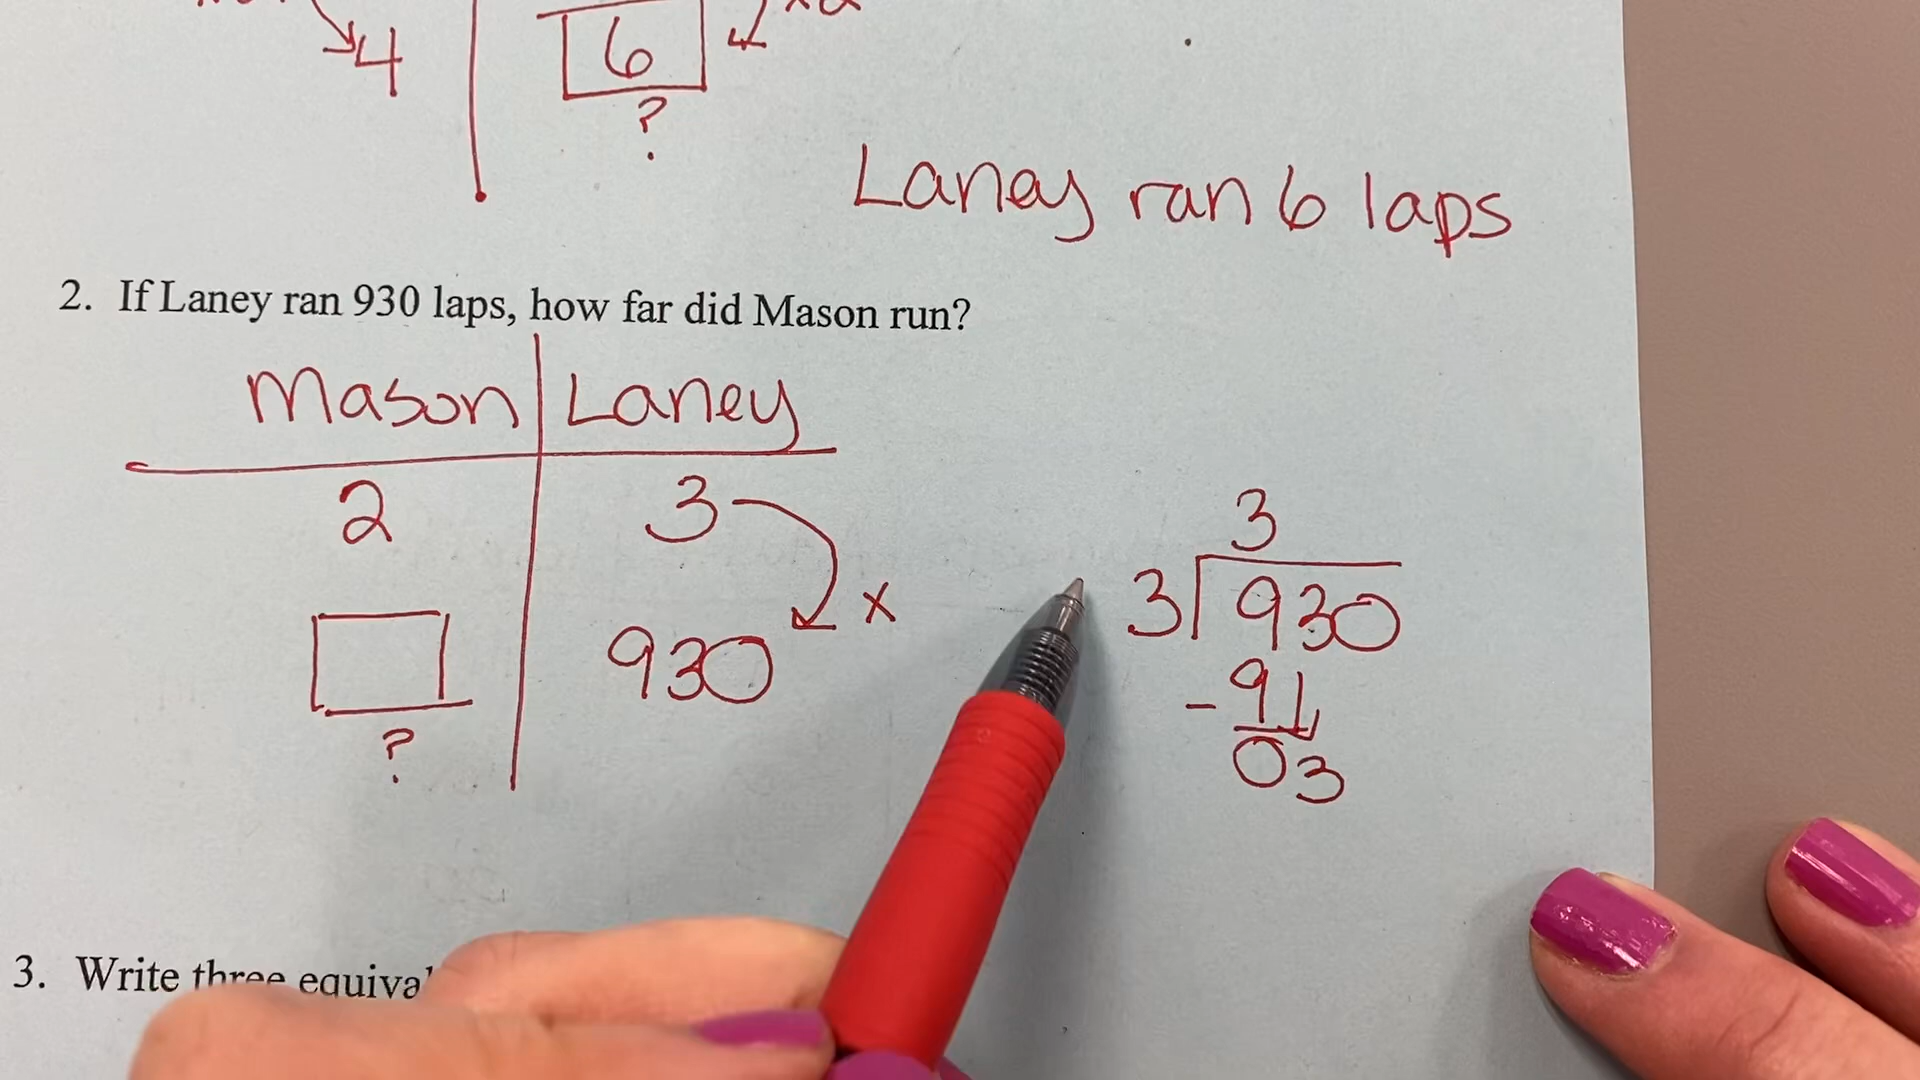 4
6
?
Laney ran 6 laps
2. If Laney ran 930 laps, how far did Mason run?
Mason Laney
2 3
x
930
?
3
3 930
- 9
03
3. Write three equiva